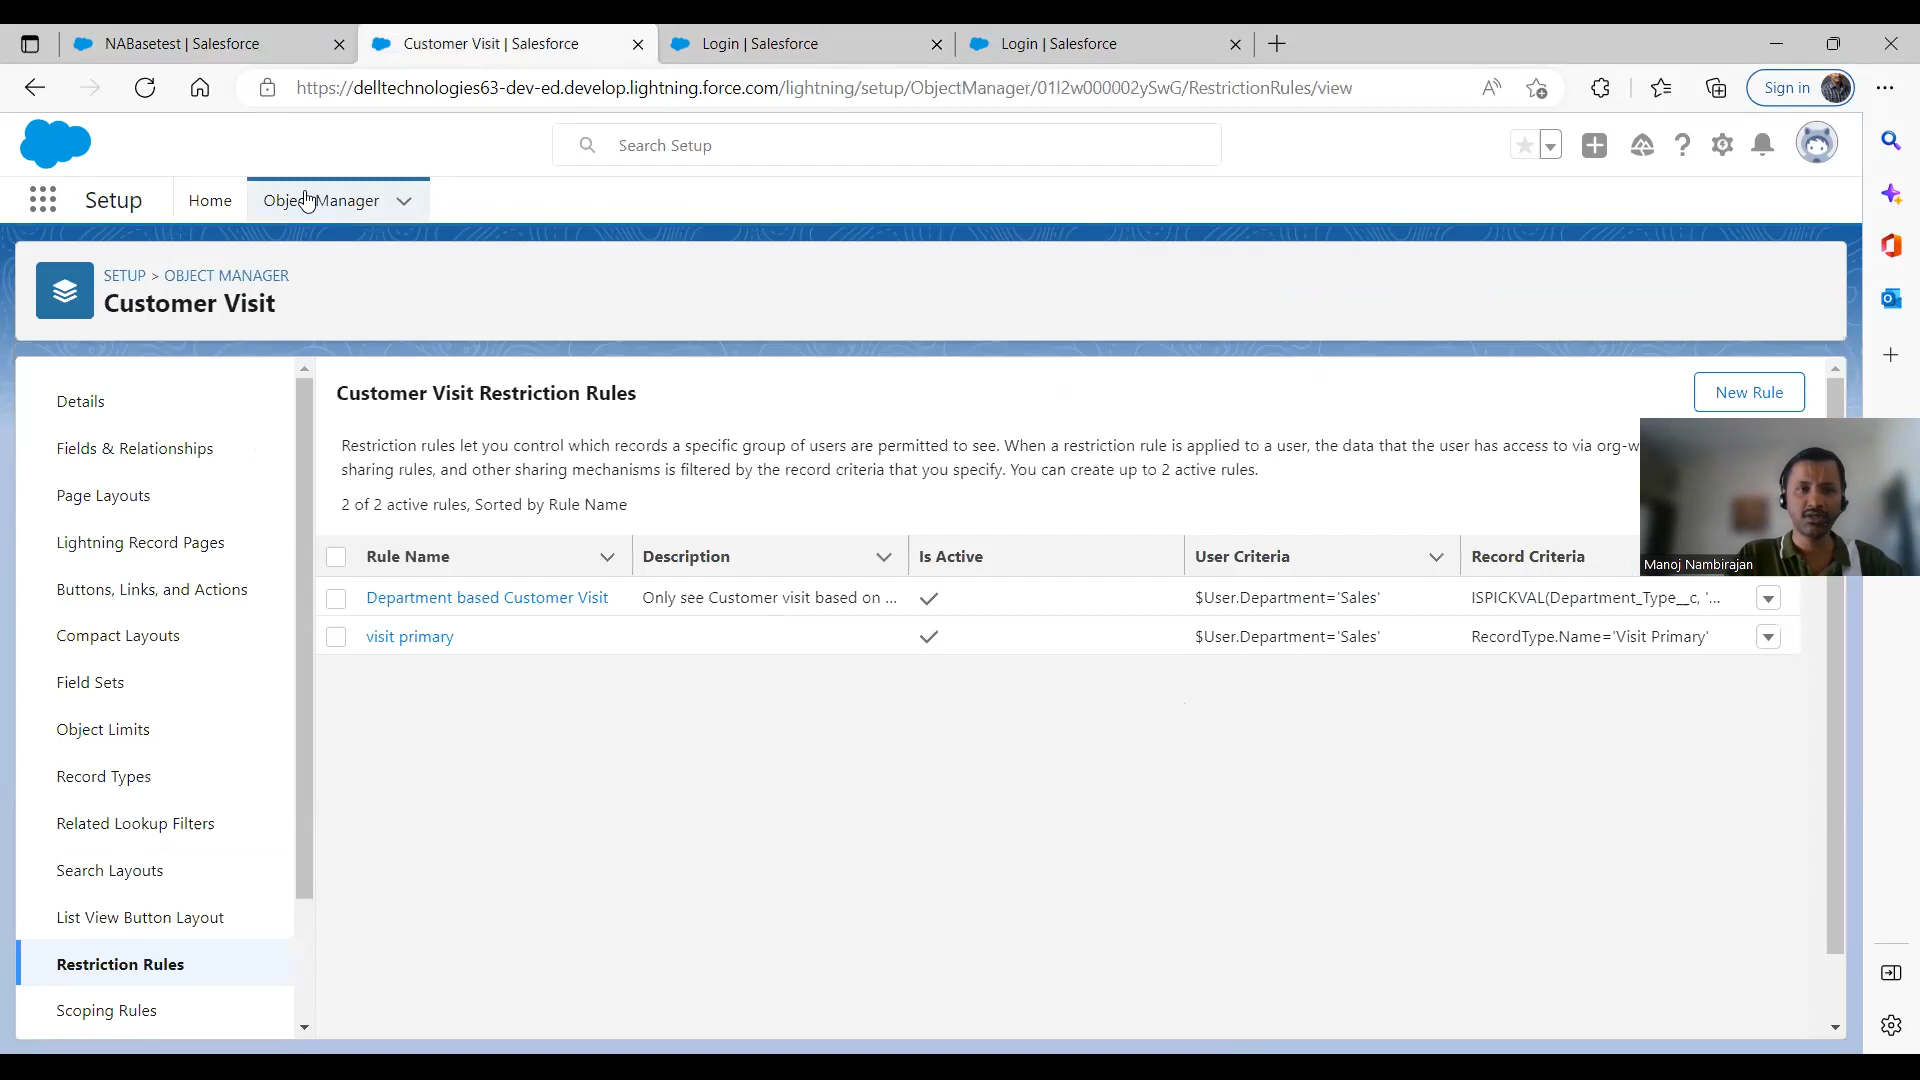 NABasetest | Salesforce
Customer Visit | Salesforce
Login | Salesforce
Login | Salesforce
https://delltechnologies63-dev-ed.develop.lightning.force.com/lightning/setup/ObjectManager/01I2w000002ySwG/RestrictionRules/view
Sign in
Search Setup
Setup
Home
Object Manager
SETUP > OBJECT MANAGER
Customer Visit
Details
Fields & Relationships
Page Layouts
Lightning Record Pages
Buttons, Links, and Actions
Compact Layouts
Field Sets
Object Limits
Record Types
Related Lookup Filters
Search Layouts
List View Button Layout
Restriction Rules
Scoping Rules
Customer Visit Restriction Rules
New Rule
Restriction rules let you control which records a specific group of users are permitted to see. When a restriction rule is applied to a user, the data that the user has access to via org-w
sharing rules, and other sharing mechanisms is filtered by the record criteria that you specify. You can create up to 2 active rules.
2 of 2 active rules, Sorted by Rule Name
Rule Name Description Is Active User Criteria Record Criteria
Department based Customer Visit Only see Customer visit based on ... $User.Department='Sales' ISPICKVAL(Department_Type__c, '...
visit primary $User.Department='Sales' RecordType.Name='Visit Primary'
Manoj Nambirajan